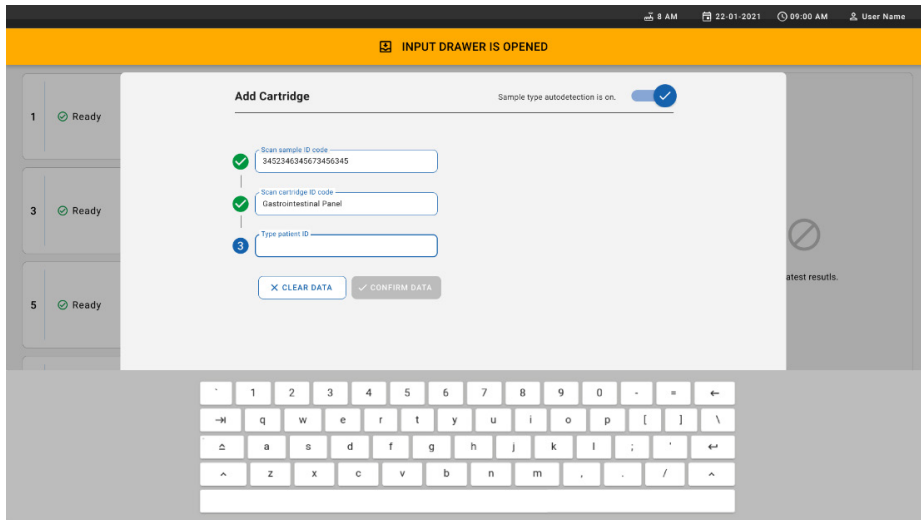 8 AM 22-01-2021 09:00 AM User Name
INPUT DRAWER IS OPENED
Add Cartridge
Sample type autodetection is on.
1 Ready
3 Ready
5 Ready
Scan sample ID code
3452346345673456345
Scan cartridge ID code
Gastrointestinal Panel
3 Type patient ID
CLEAR DATA CONFIRM DATA
atest resutls.
` 1 2 3 4 5 6 7 8 9 0 - =
q w e r t y u i o p [ ] \
a s d f g h j k l ; '
z x c v b n m , . /